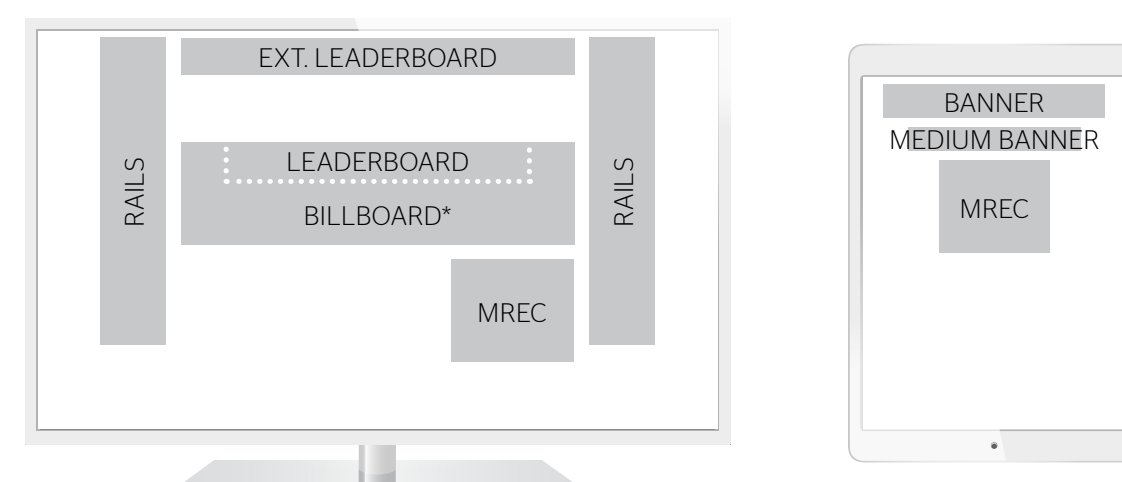 EXT. LEADERBOARD
RAILS
LEADERBOARD
BILLBOARD*
RAILS
MREC
BANNER
MEDIUM BANNER
MREC